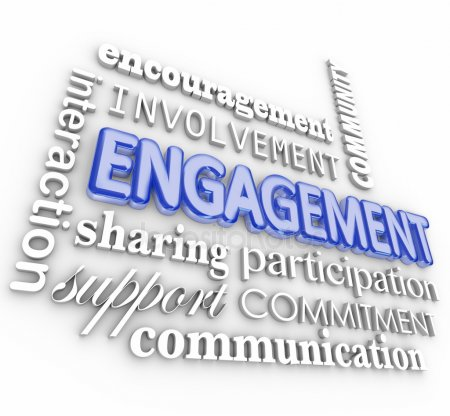 encouragement
INVOLVEMENT
COMMUNITY
interaction
ENGAGEMENT
sharing participation
support COMMITMENT
communication